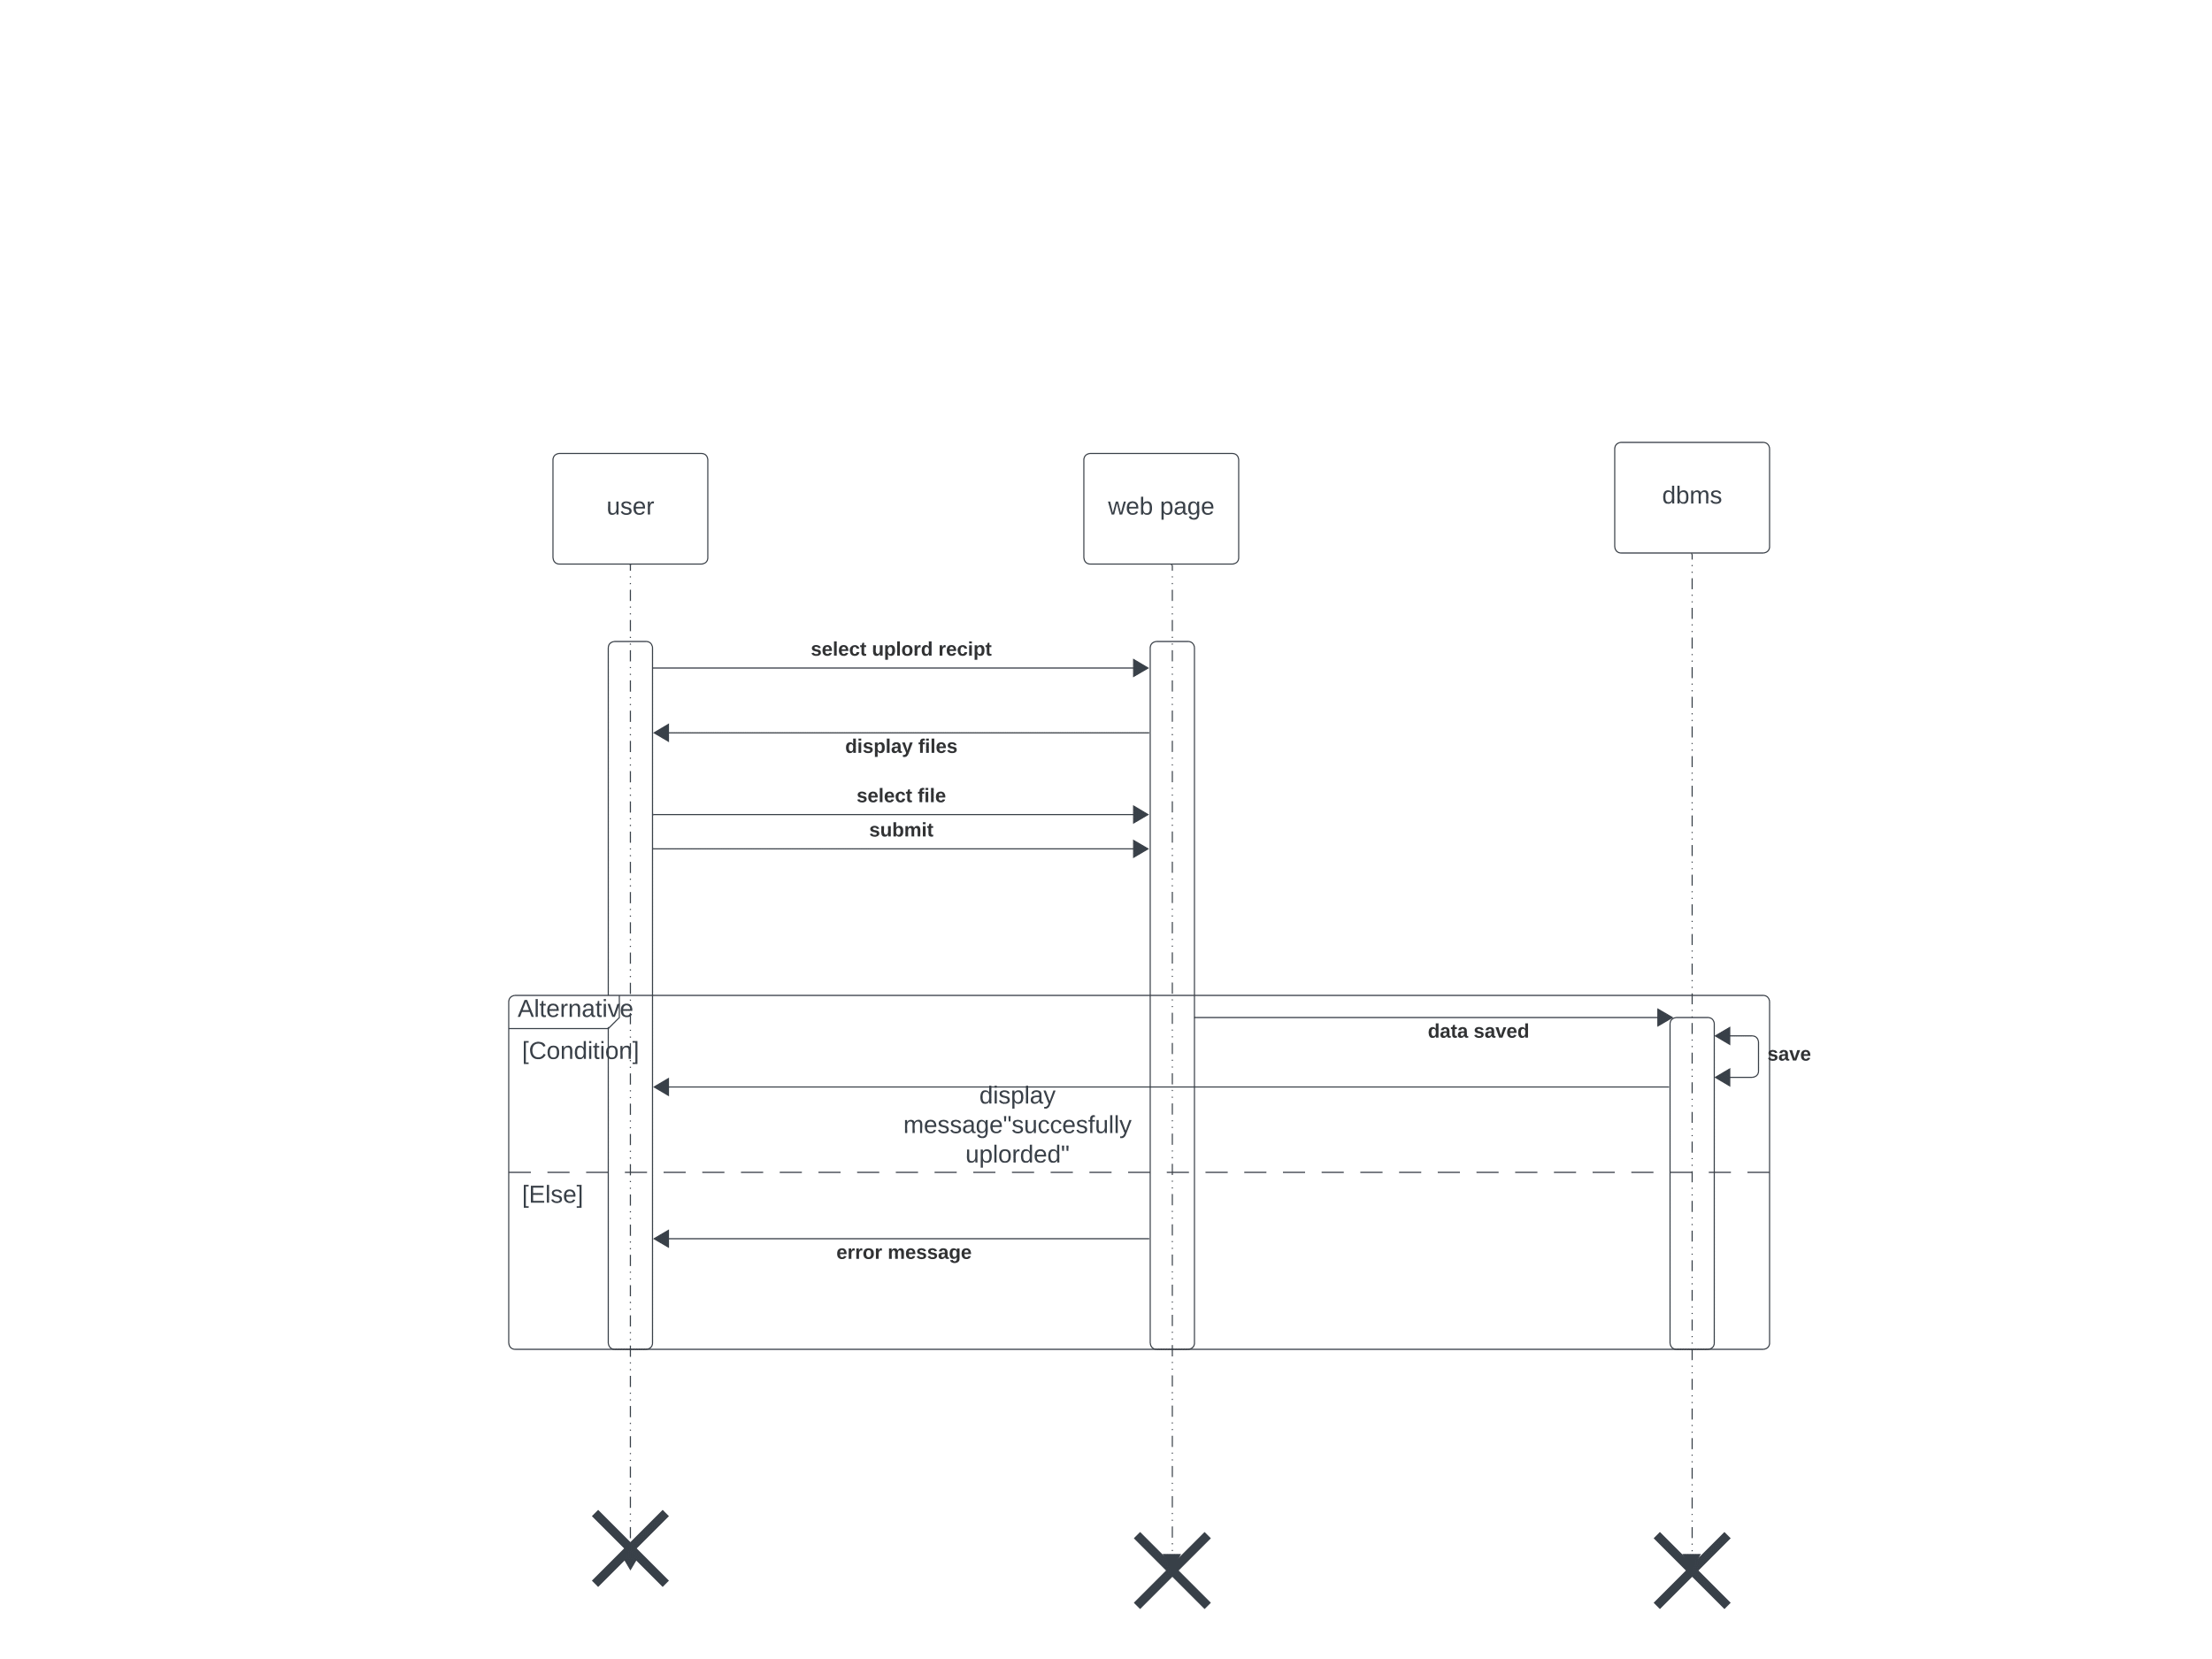 user
web page
dbms
select uplord recipt
display files
select file
submit
Alternative
[Condition]
data saved
save
display
message"succesfully
uplorded"
[Else]
error message